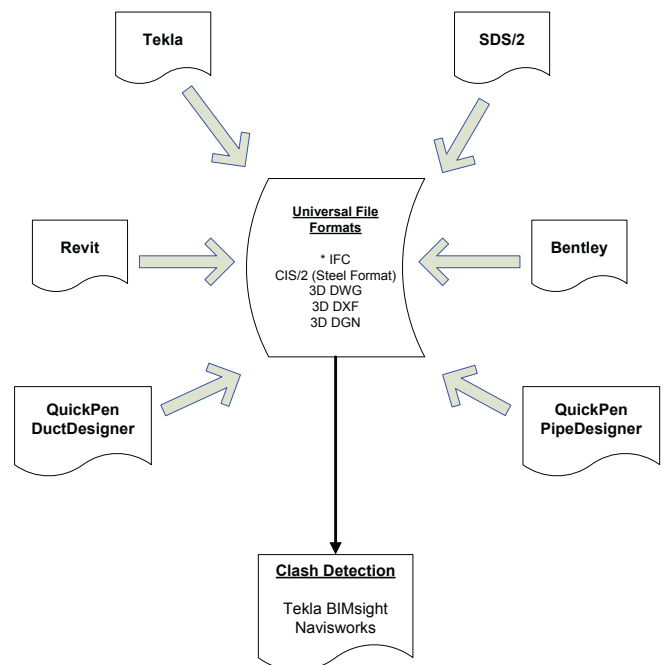 Tekla
SDS/2
Universal File
Formats
* IFC
CIS/2 (Steel Format)
3D DWG
3D DXF
3D DGN
Revit
Bentley
QuickPen
DuctDesigner
QuickPen
PipeDesigner
Clash Detection
Tekla BIMsight
Navisworks